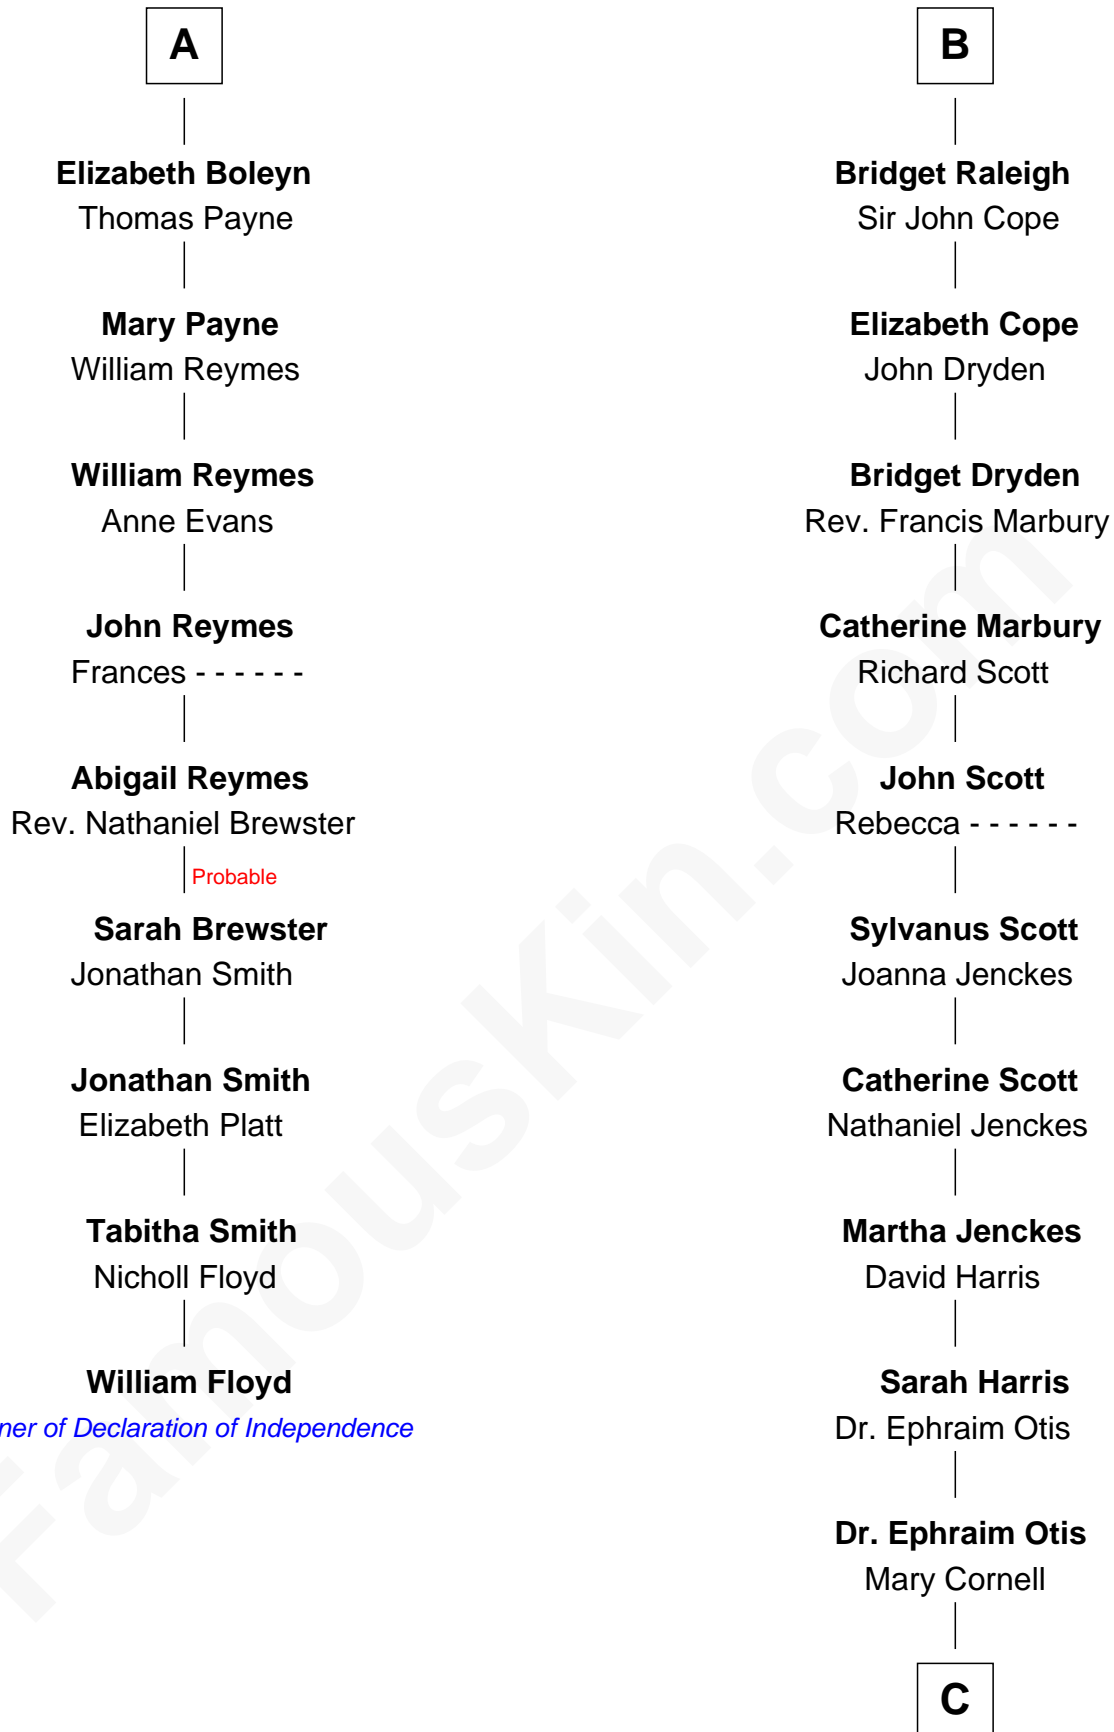 A
Elizabeth Boleyn
Thomas Payne
Mary Payne
William Reymes
William Reymes
Anne Evans
John Reymes
Frances - - - - - -
Abigail Reymes
Rev. Nathaniel Brewster
Probable
Sarah Brewster
Jonathan Smith
Jonathan Smith
Elizabeth Platt
Tabitha Smith
Nicholl Floyd
William Floyd
ner of Declaration of Independence
B
Bridget Raleigh
Sir John Cope
Elizabeth Cope
John Dryden
Bridget Dryden
Rev. Francis Marbury
Catherine Marbury
Richard Scott
John Scott
Rebecca - - - - - -
Sylvanus Scott
Joanna Jenckes
Catherine Scott
Nathaniel Jenckes
Martha Jenckes
David Harris
Sarah Harris
Dr. Ephraim Otis
Dr. Ephraim Otis
Mary Cornell
C
FamousKin.com